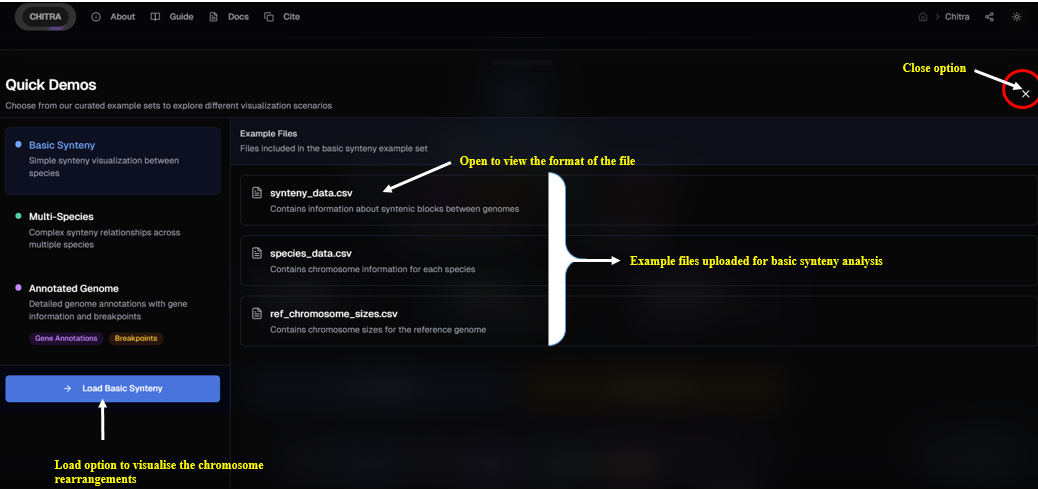 CHITRA About Guide Docs Cite Chitra
Close option
Quick Demos
Choose from our curated example sets to explore different visualization scenarios
Basic Synteny
Simple synteny visualization between
species
Multi-Species
Complex synteny relationships across
multiple species
Annotated Genome
Detailed genome annotations with gene
information and breakpoints
Gene Annotations Breakpoints
Load Basic Synteny
Load option to visualise the chromosome
rearrangements
Example Files
Files included in the basic synteny example set
Open to view the format of the file
synteny_data.csv
Contains information about syntenic blocks between genomes
species_data.csv
Contains chromosome information for each species
Example files uploaded for basic synteny analysis
ref_chromosome_sizes.csv
Contains chromosome sizes for the reference genome